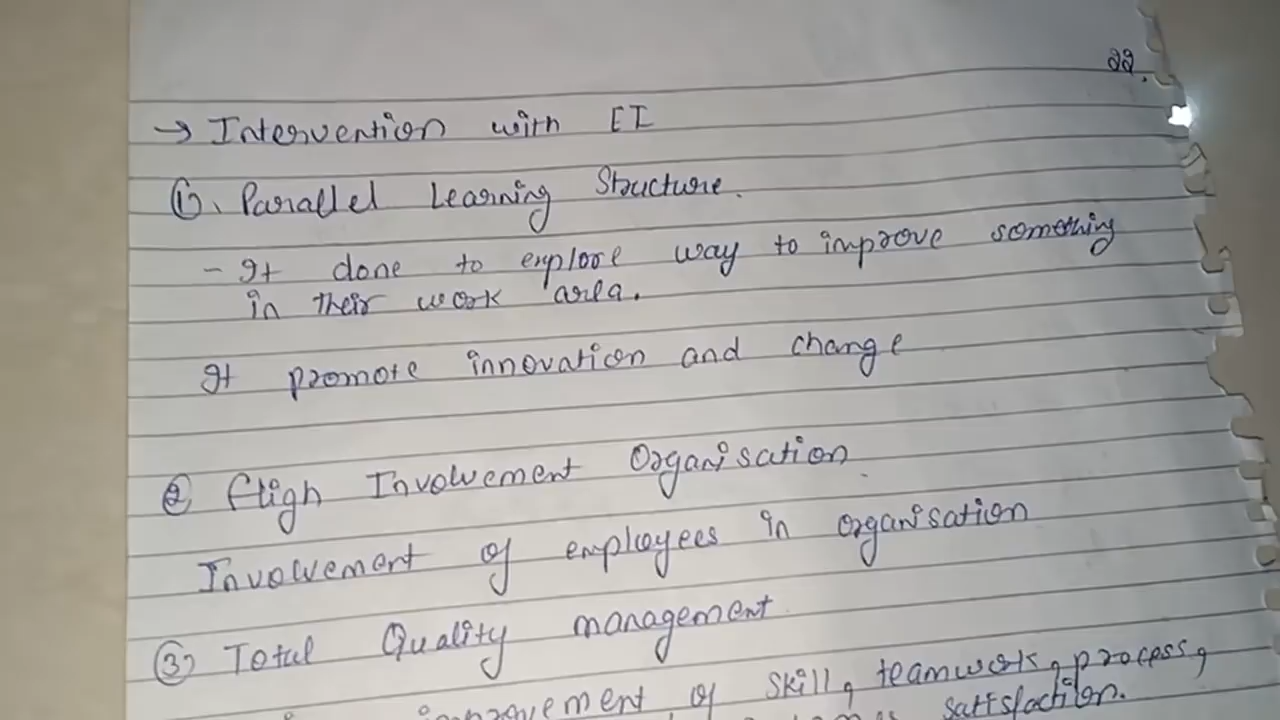 22.
→ Intervention with EI
①. Parallel Learning Structure.
- It done to explore way to improve something
in their work area.
It promote innovation and change
② High Involvement Organisation
Involvement of employees in organisation
③ Total Quality management
improvement of skill, teamwork, process,
satisfaction.